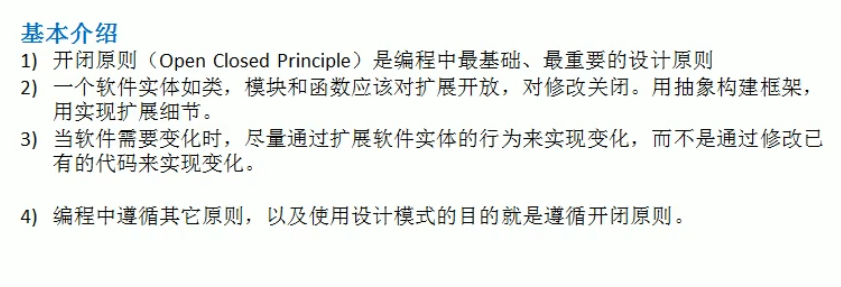 基本介绍
1) 开闭原则（Open Closed Principle）是编程中最基础、最重要的设计原则
2) 一个软件实体如类，模块和函数应该对扩展开放，对修改关闭。用抽象构建框架，
用实现扩展细节。
3) 当软件需要变化时，尽量通过扩展软件实体的行为来实现变化，而不是通过修改已
有的代码来实现变化。
4) 编程中遵循其它原则，以及使用设计模式的目的就是遵循开闭原则。